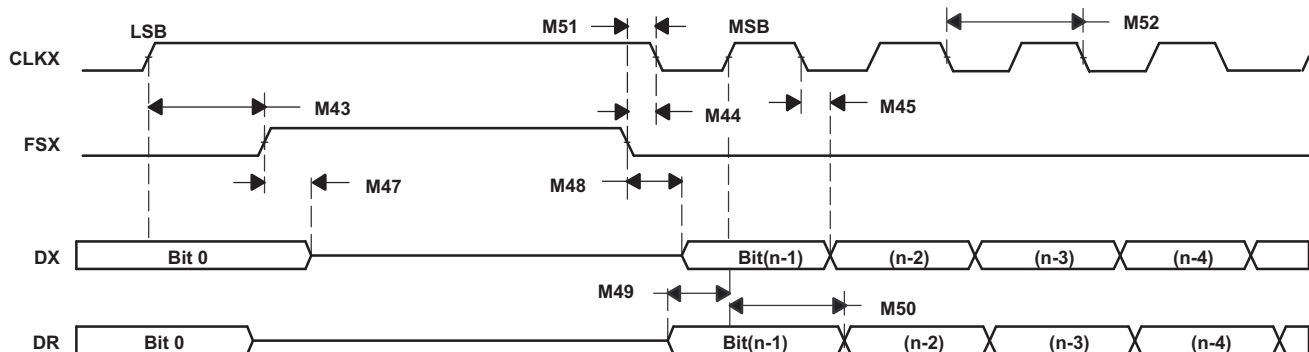 LSB M51 MSB M52
CLKX
M43 M44 M45
FSX
M47 M48
DX Bit 0 Bit(n-1) (n-2) (n-3) (n-4)
M49 M50
DR Bit 0 Bit(n-1) (n-2) (n-3) (n-4)